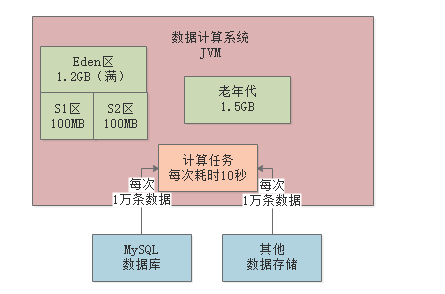 数据计算系统
JVM
Eden区
1.2GB（满）
S1区
100MB
S2区
100MB
老年代
1.5GB
计算任务
每次耗时10秒
每次
1万条数据
每次
1万条数据
MySQL
数据库
其他
数据存储